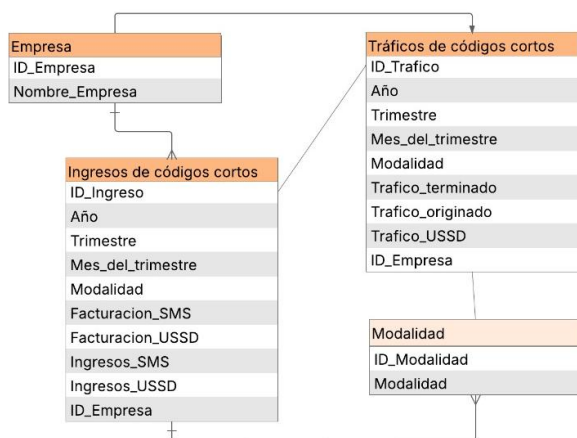 Empresa
ID_Empresa
Nombre_Empresa
Tráficos de códigos cortos
ID_Trafico
Año
Trimestre
Mes_del_trimestre
Modalidad
Trafico_terminado
Trafico_originado
Trafico_USSD
ID_Empresa
Ingresos de códigos cortos
ID_Ingreso
Año
Trimestre
Mes_del_trimestre
Modalidad
Facturacion_SMS
Facturacion_USSD
Ingresos_SMS
Ingresos_USSD
ID_Empresa
Modalidad
ID_Modalidad
Modalidad